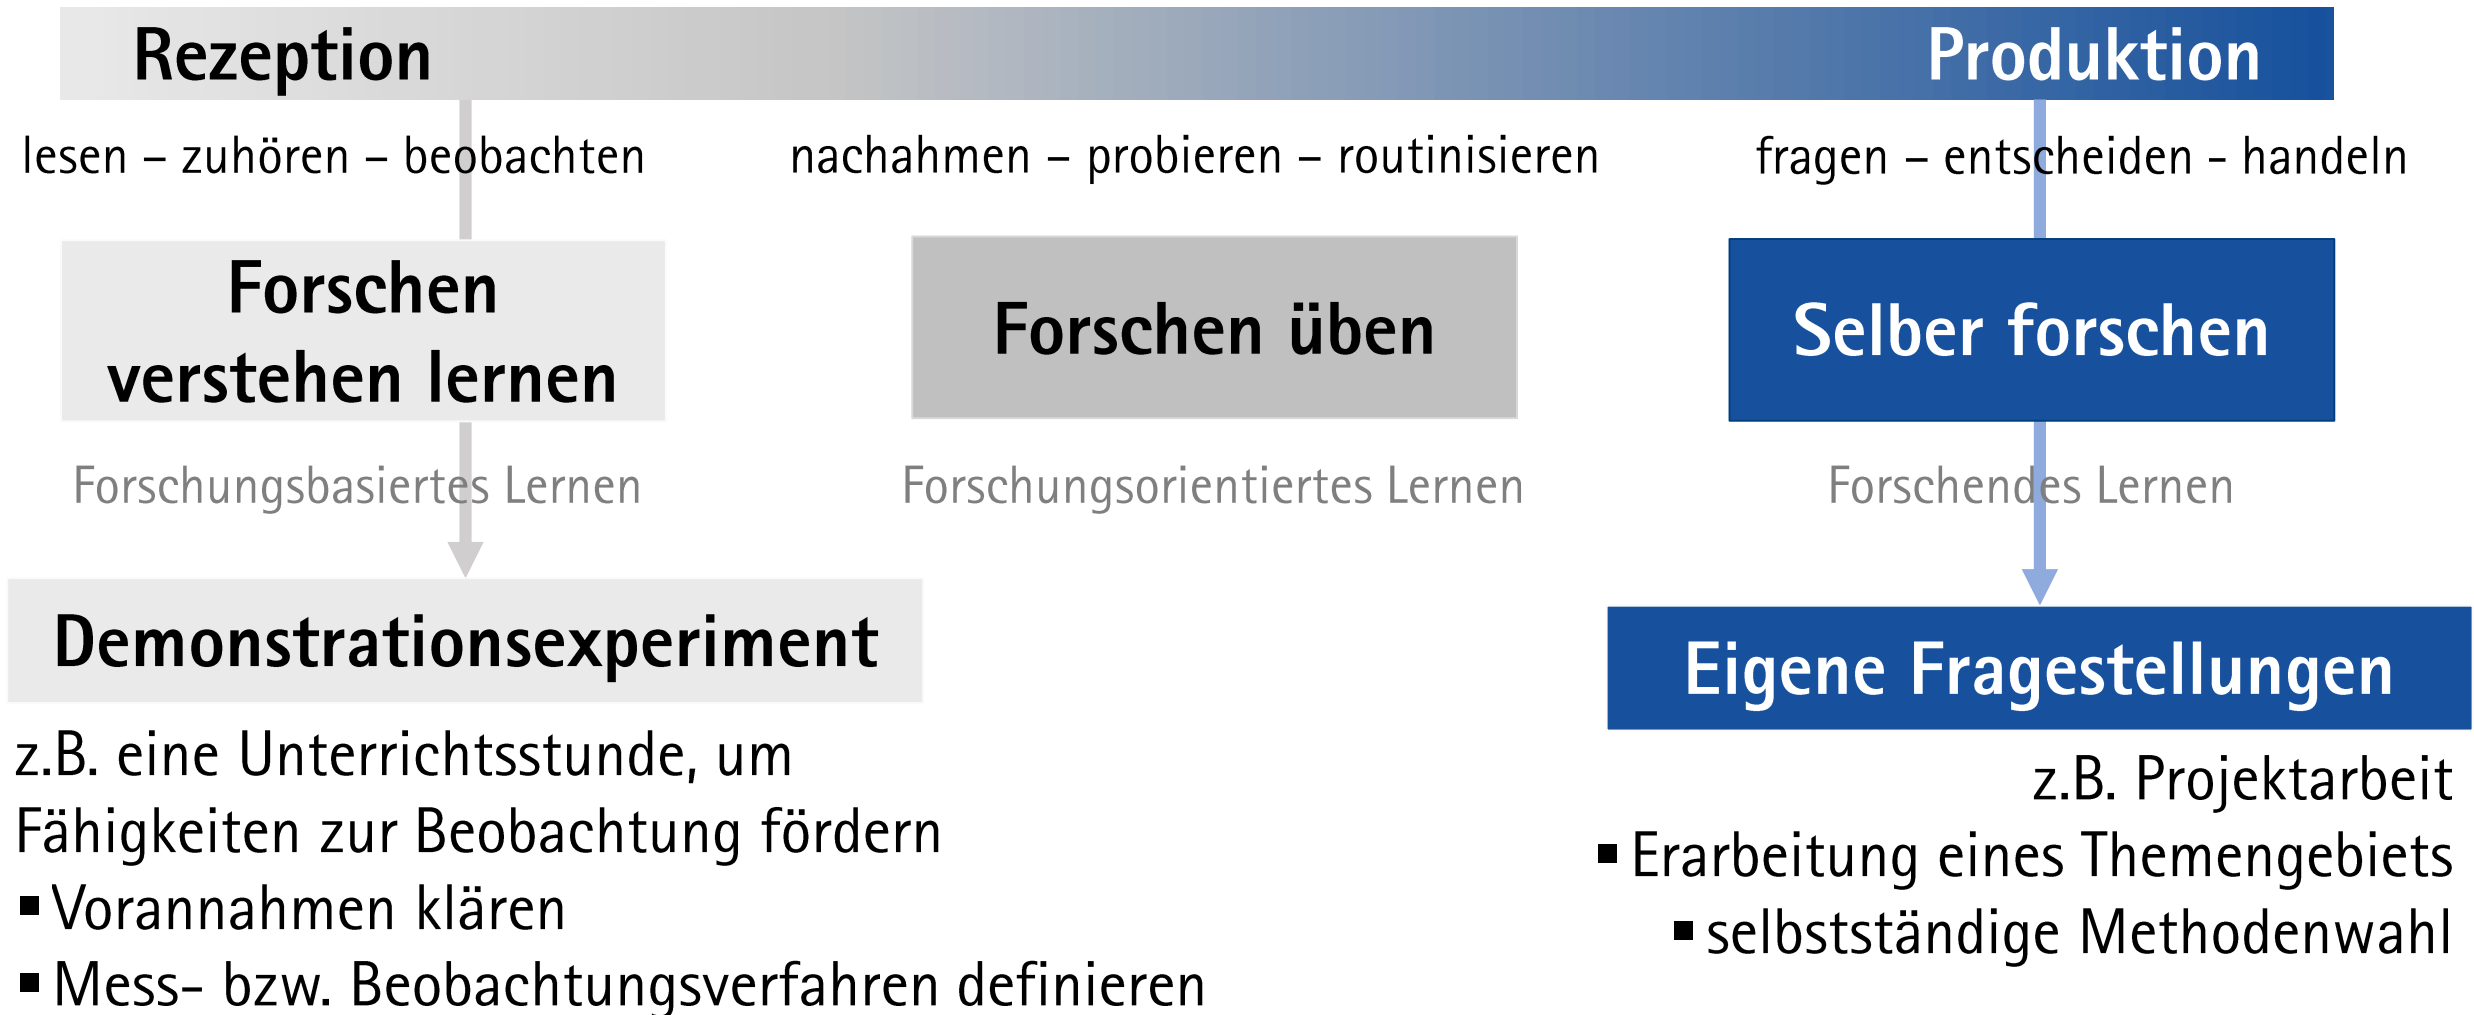 Rezeption
Produktion
lesen – zuhören – beobachten
nachahmen – probieren – routinisieren
fragen – entscheiden - handeln
Forschen
verstehen lernen
Forschen üben
Selber forschen
Forschungsbasiertes Lernen
Forschungsorientiertes Lernen
Forschendes Lernen
Demonstrationsexperiment
z.B. eine Unterrichtsstunde, um
Fähigkeiten zur Beobachtung fördern
▪ Vorannahmen klären
▪ Mess- bzw. Beobachtungsverfahren definieren
Eigene Fragestellungen
z.B. Projektarbeit
▪ Erarbeitung eines Themengebiets
▪ selbstständige Methodenwahl